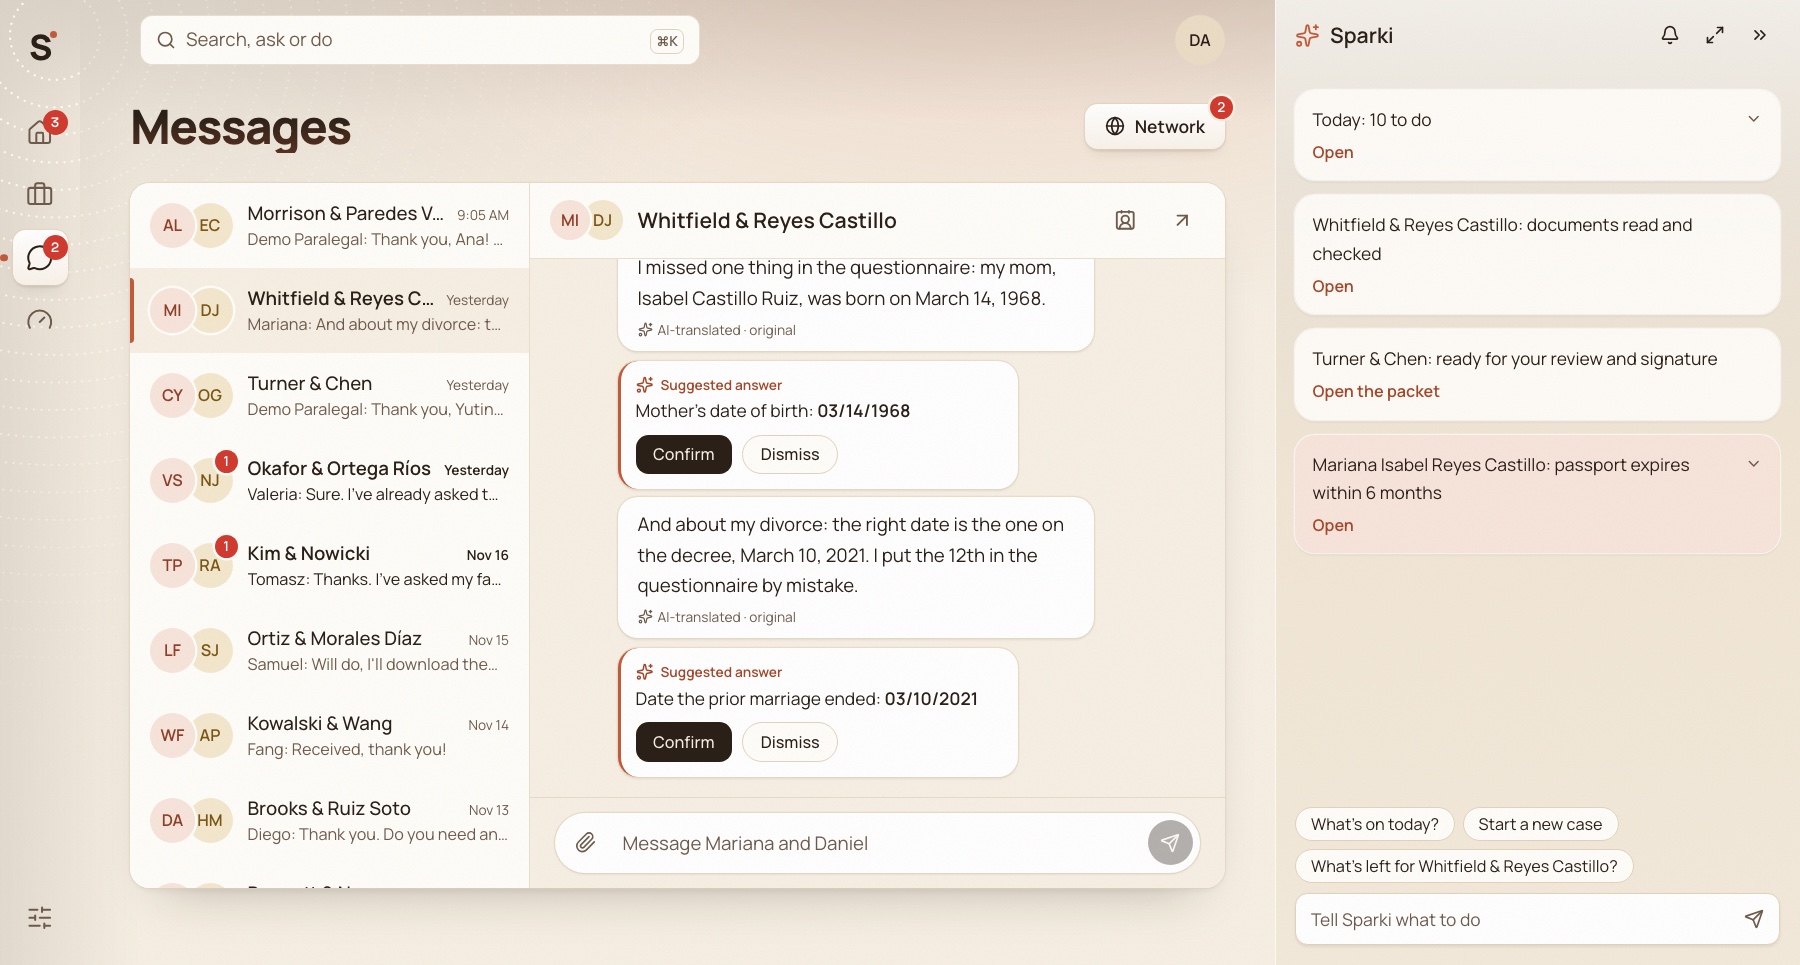 s
Search, ask or do
⌘K
DA
3
2
Messages
Network
2
AL EC
Morrison & Paredes V... 9:05 AM
Demo Paralegal: Thank you, Ana! ...
MI DJ
Whitfield & Reyes C... Yesterday
Mariana: And about my divorce: t...
CY OG
Turner & Chen Yesterday
Demo Paralegal: Thank you, Yutin...
VS NJ 1
Okafor & Ortega Ríos Yesterday
Valeria: Sure. I've already asked t...
TP RA 1
Kim & Nowicki Nov 16
Tomasz: Thanks. I've asked my fa...
LF SJ
Ortiz & Morales Díaz Nov 15
Samuel: Will do, I'll download the...
WF AP
Kowalski & Wang Nov 14
Fang: Received, thank you!
DA HM
Brooks & Ruiz Soto Nov 13
Diego: Thank you. Do you need an...
MI DJ Whitfield & Reyes Castillo
I missed one thing in the questionnaire: my mom,
Isabel Castillo Ruiz, was born on March 14, 1968.
AI-translated · original
Suggested answer
Mother's date of birth: 03/14/1968
Confirm Dismiss
And about my divorce: the right date is the one on
the decree, March 10, 2021. I put the 12th in the
questionnaire by mistake.
AI-translated · original
Suggested answer
Date the prior marriage ended: 03/10/2021
Confirm Dismiss
Message Mariana and Daniel
Sparki
Today: 10 to do
Open
Whitfield & Reyes Castillo: documents read and
checked
Open
Turner & Chen: ready for your review and signature
Open the packet
Mariana Isabel Reyes Castillo: passport expires
within 6 months
Open
What's on today? Start a new case
What's left for Whitfield & Reyes Castillo?
Tell Sparki what to do